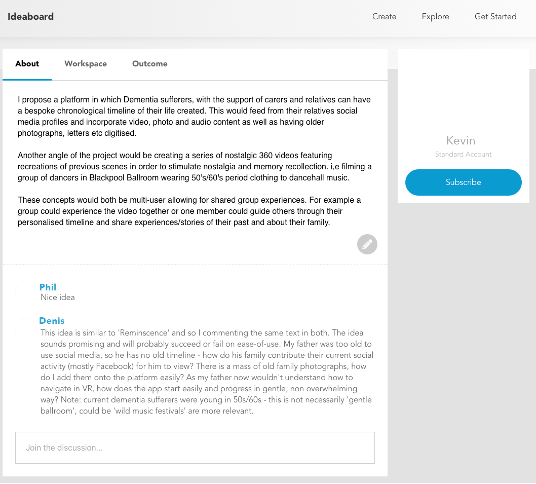 Ideaboard
Create
Explore
Get Started
About
Workspace
Outcome
I propose a platform in which Dementia sufferers, with the support of carers and relatives can have
a bespoke chronological timeline of their life created. This would feed from their relatives social
media profiles and incorporate video, photo and audio content as well as having older
photographs, letters etc digitised.
Another angle of the project would be creating a series of nostalgic 360 videos featuring
recreations of previous scenes in order to stimulate nostalgia and memory recollection. i,e filming a
group of dancers in Blackpool Ballroom wearing 50's/60's period clothing to dancehall music.
These concepts would both be multi-user allowing for shared group experiences. For example a
group could experience the video together or one member could guide others through their
personalised timeline and share experiences/stories of their past and about their family.
Kevin
Standard Account
Subscribe
Phil
Nice idea
Denis
This idea is similar to 'Reminscence' and so I commenting the same text in both. The idea
sounds promising and will probably succeed or fail on ease-of-use. My father was too old to
use social media, so he has no old timeline - how do his family contribute their current social
activity (mostly Facebook) for him to view? There is a mass of old family photographs, how
do I add them onto the platform easily? As my father now wouldn't understand how to
navigate in VR, how does the app start easily and progress in gentle, non overwhelming
way? Note: current dementia sufferers were young in 50s/60s - this is not necessarily 'gentle
ballroom', could be 'wild music festivals' are more relevant.
Join the discussion...